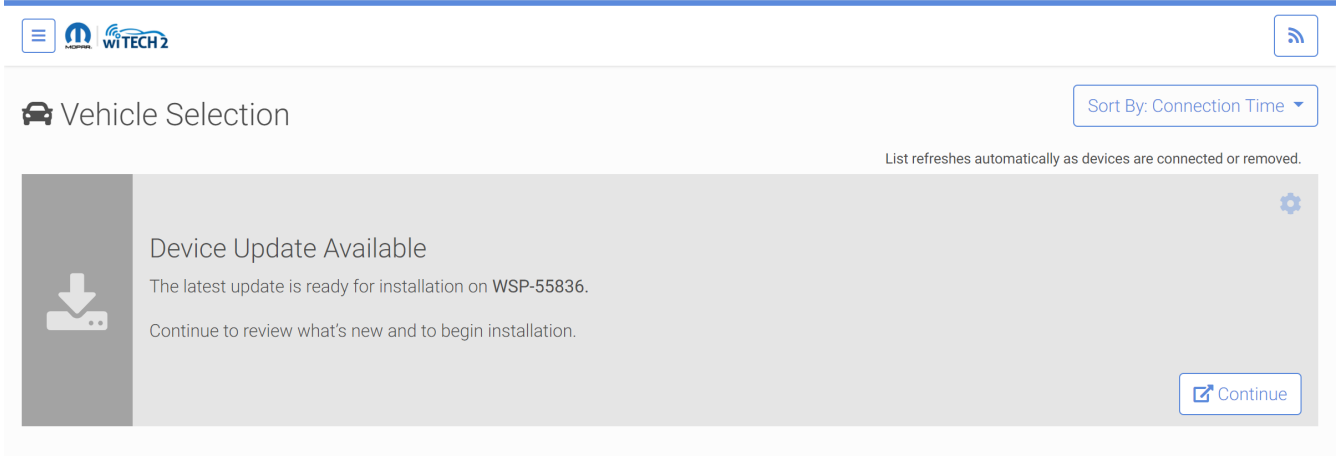 MOPAR.
wiTECH 2
Vehicle Selection
Sort By: Connection Time
List refreshes automatically as devices are connected or removed.
Device Update Available
The latest update is ready for installation on WSP-55836.
Continue to review what's new and to begin installation.
Continue